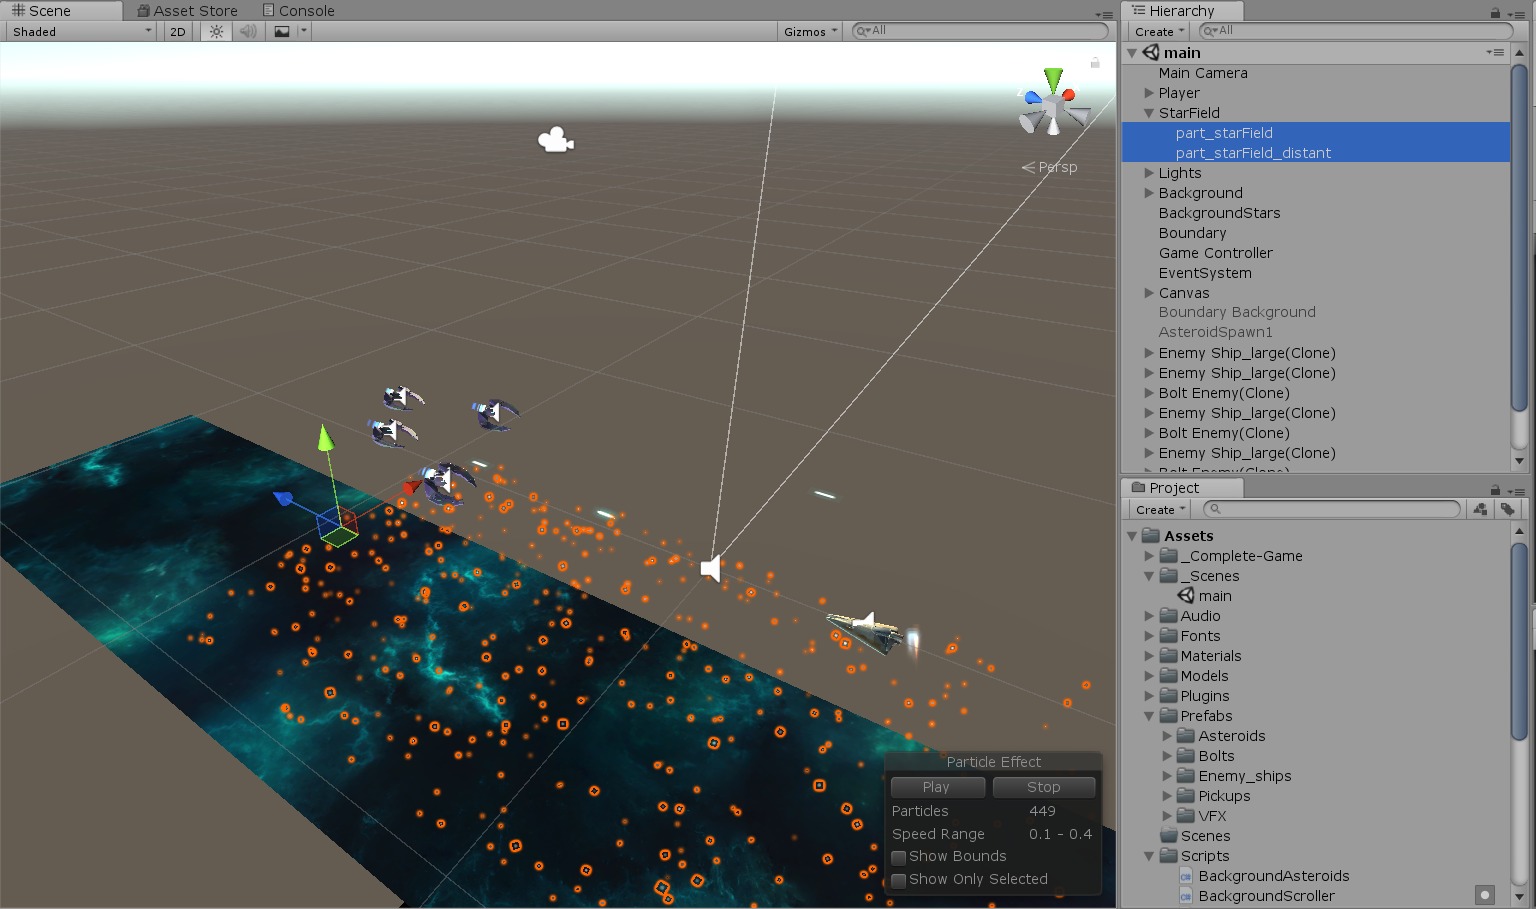 Scene
Asset Store
Console
Shaded
2D
Gizmos
All
Persp
Particle Effect
Play
Stop
Particles 449
Speed Range 0.1 - 0.4
Show Bounds
Show Only Selected
Hierarchy
Create
All
main
Main Camera
Player
StarField
part_starField
part_starField_distant
Lights
Background
BackgroundStars
Boundary
Game Controller
EventSystem
Canvas
Boundary Background
AsteroidSpawn1
Enemy Ship_large(Clone)
Enemy Ship_large(Clone)
Bolt Enemy(Clone)
Enemy Ship_large(Clone)
Bolt Enemy(Clone)
Enemy Ship_large(Clone)
Bolt Enemy(Clone)
Project
Create
Assets
_Complete-Game
_Scenes
main
Audio
Fonts
Materials
Models
Plugins
Prefabs
Asteroids
Bolts
Enemy_ships
Pickups
VFX
Scenes
Scripts
BackgroundAsteroids
BackgroundScroller